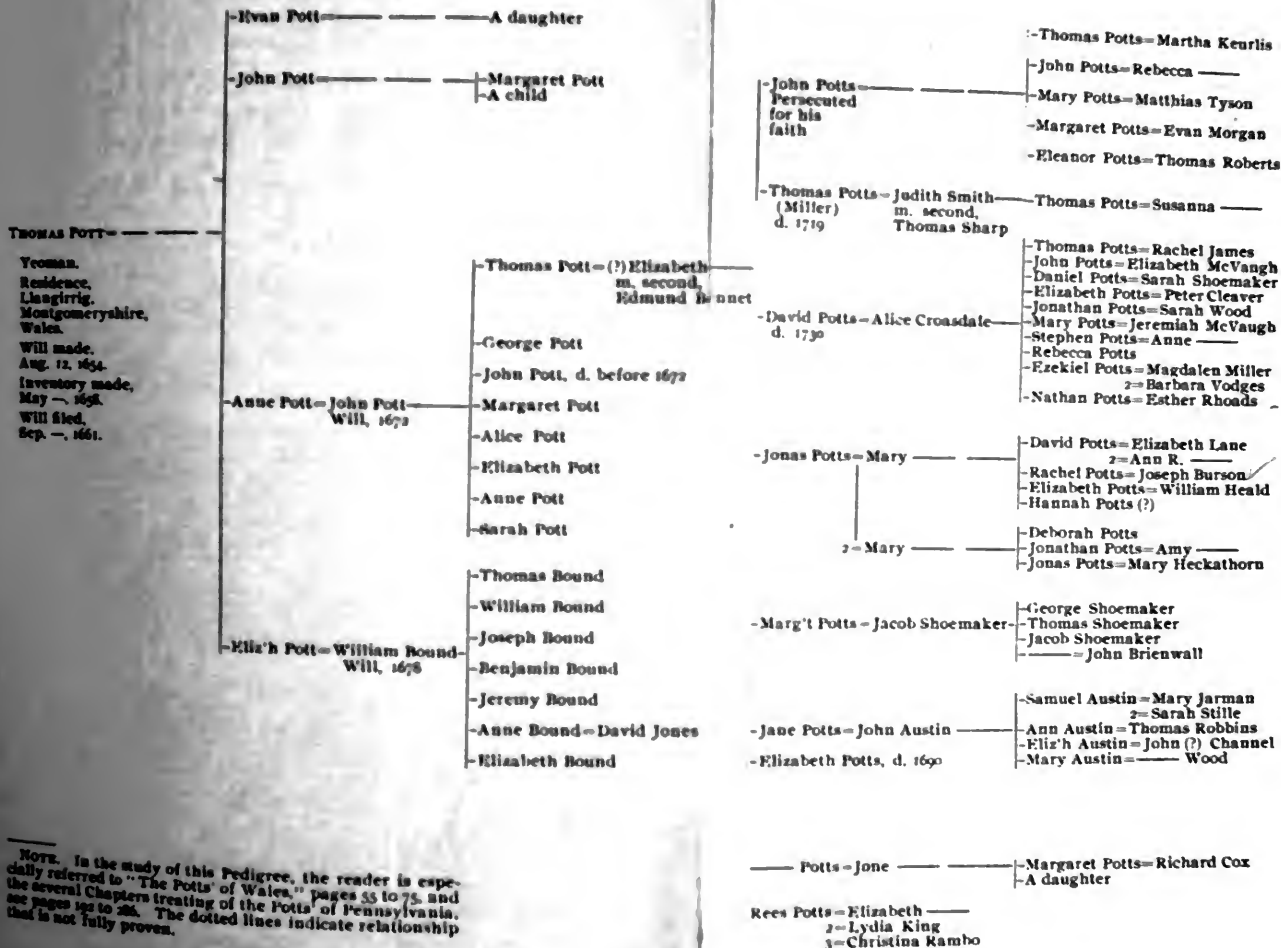 -Evan Pott= — — — A daughter
-John Pott= — — — -Margaret Pott
-A child
THOMAS POTT= — —
Yeoman.
Residence,
Llangirrig,
Montgomeryshire,
Wales.
Will made,
Aug. 12, 1654.
Inventory made,
May —, 1658.
Will filed,
Sep. —, 1661.
-Anne Pott=John Pott
Will, 1672
-Thomas Pott=(?) Elizabeth
m. second,
Edmund Bennet
-George Pott
-John Pott, d. before 1672
-Margaret Pott
-Alice Pott
-Elizabeth Pott
-Anne Pott
-Sarah Pott
-Eliz'h Pott=William Bound
Will, 1678
-Thomas Bound
-William Bound
-Joseph Bound
-Benjamin Bound
-Jeremy Bound
-Anne Bound=David Jones
-Elizabeth Bound
NOTE. In the study of this Pedigree, the reader is espe-
cially referred to "The Potts' of Wales," pages 55 to 75, and
the several Chapters treating of the Potts' of Pennsylvania,
see pages 192 to 286. The dotted lines indicate relationship
that is not fully proven.
-John Potts=
Persecuted
for his
faith
-Thomas Potts=Martha Keurlis
-John Potts=Rebecca ——
-Mary Potts=Matthias Tyson
-Margaret Potts=Evan Morgan
-Eleanor Potts=Thomas Roberts
-Thomas Potts=Judith Smith
(Miller) m. second,
d. 1719 Thomas Sharp
-Thomas Potts=Susanna ——
-David Potts=Alice Croasdale
d. 1730
-Thomas Potts=Rachel James
-John Potts=Elizabeth McVaugh
-Daniel Potts=Sarah Shoemaker
-Elizabeth Potts=Peter Cleaver
-Jonathan Potts=Sarah Wood
-Mary Potts=Jeremiah McVaugh
-Stephen Potts=Anne ——
-Rebecca Potts
-Ezekiel Potts=Magdalen Miller
2=Barbara Vodges
-Nathan Potts=Esther Rhoads
-Jonas Potts=Mary
-David Potts=Elizabeth Lane
2=Ann R. ——
-Rachel Potts=Joseph Burson
-Elizabeth Potts=William Heald
-Hannah Potts (?)
2=Mary
-Deborah Potts
-Jonathan Potts=Amy ——
-Jonas Potts=Mary Heckathorn
-Marg't Potts=Jacob Shoemaker
-George Shoemaker
-Thomas Shoemaker
-Jacob Shoemaker
-——=John Brienwall
-Jane Potts=John Austin
-Samuel Austin=Mary Jarman
2=Sarah Stille
-Ann Austin=Thomas Robbins
-Eliz'h Austin=John (?) Channel
-Mary Austin=—— Wood
-Elizabeth Potts, d. 1690
—— Potts=Jone ——
-Margaret Potts=Richard Cox
-A daughter
Rees Potts=Elizabeth ——
2=Lydia King
3=Christina Rambo